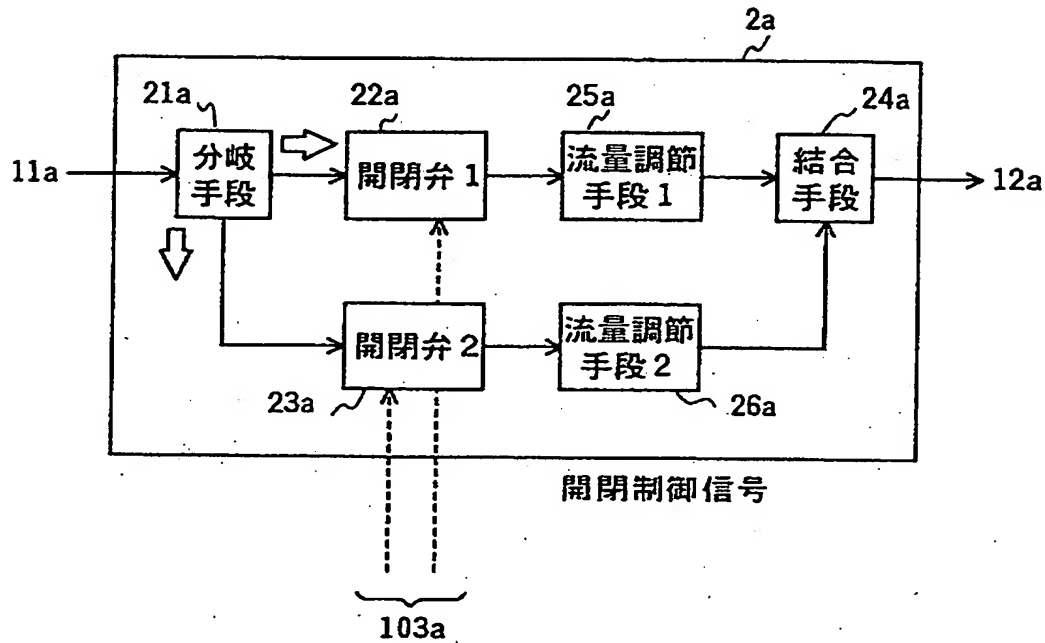 2a
21a
22a
25a
24a
11a
分岐
手段
開閉弁1
流量調節
手段1
結合
手段
12a
開閉弁2
流量調節
手段2
23a
26a
開閉制御信号
103a